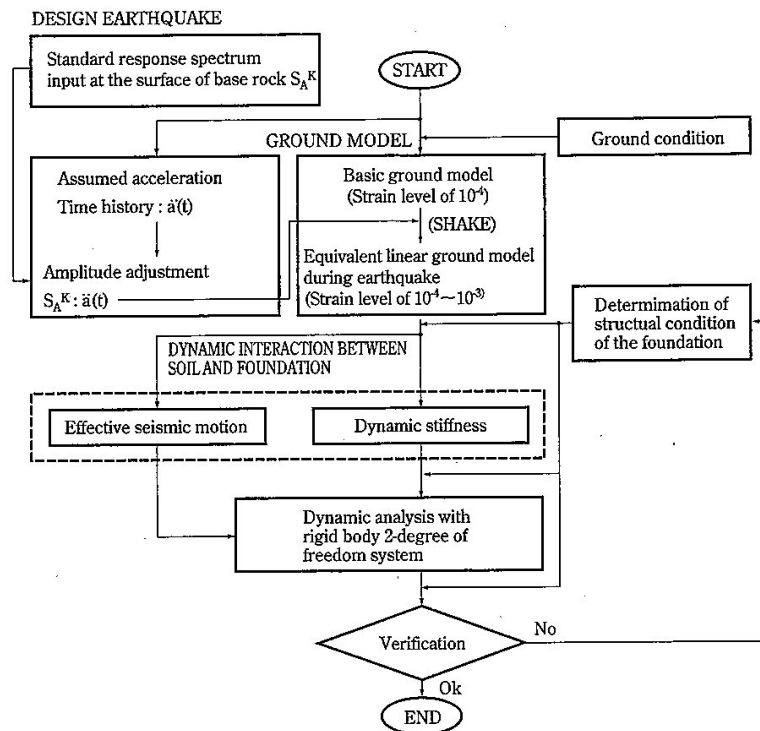 DESIGN EARTHQUAKE
Standard response spectrum
input at the surface of base rock S_A^K
START
GROUND MODEL
Ground condition
Assumed acceleration
Time history : ä(t)
Amplitude adjustment
S_A^K : ä(t)
Basic ground model
(Strain level of 10^-4)
(SHAKE)
Equivalent linear ground model
during earthquake
(Strain level of 10^-4~10^-3)
Determimation of
structual condition
of the foundation
DYNAMIC INTERACTION BETWEEN
SOIL AND FOUNDATION
Effective seismic motion
Dynamic stiffness
Dynamic analysis with
rigid body 2-degree of
freedom system
Verification
No
Ok
END